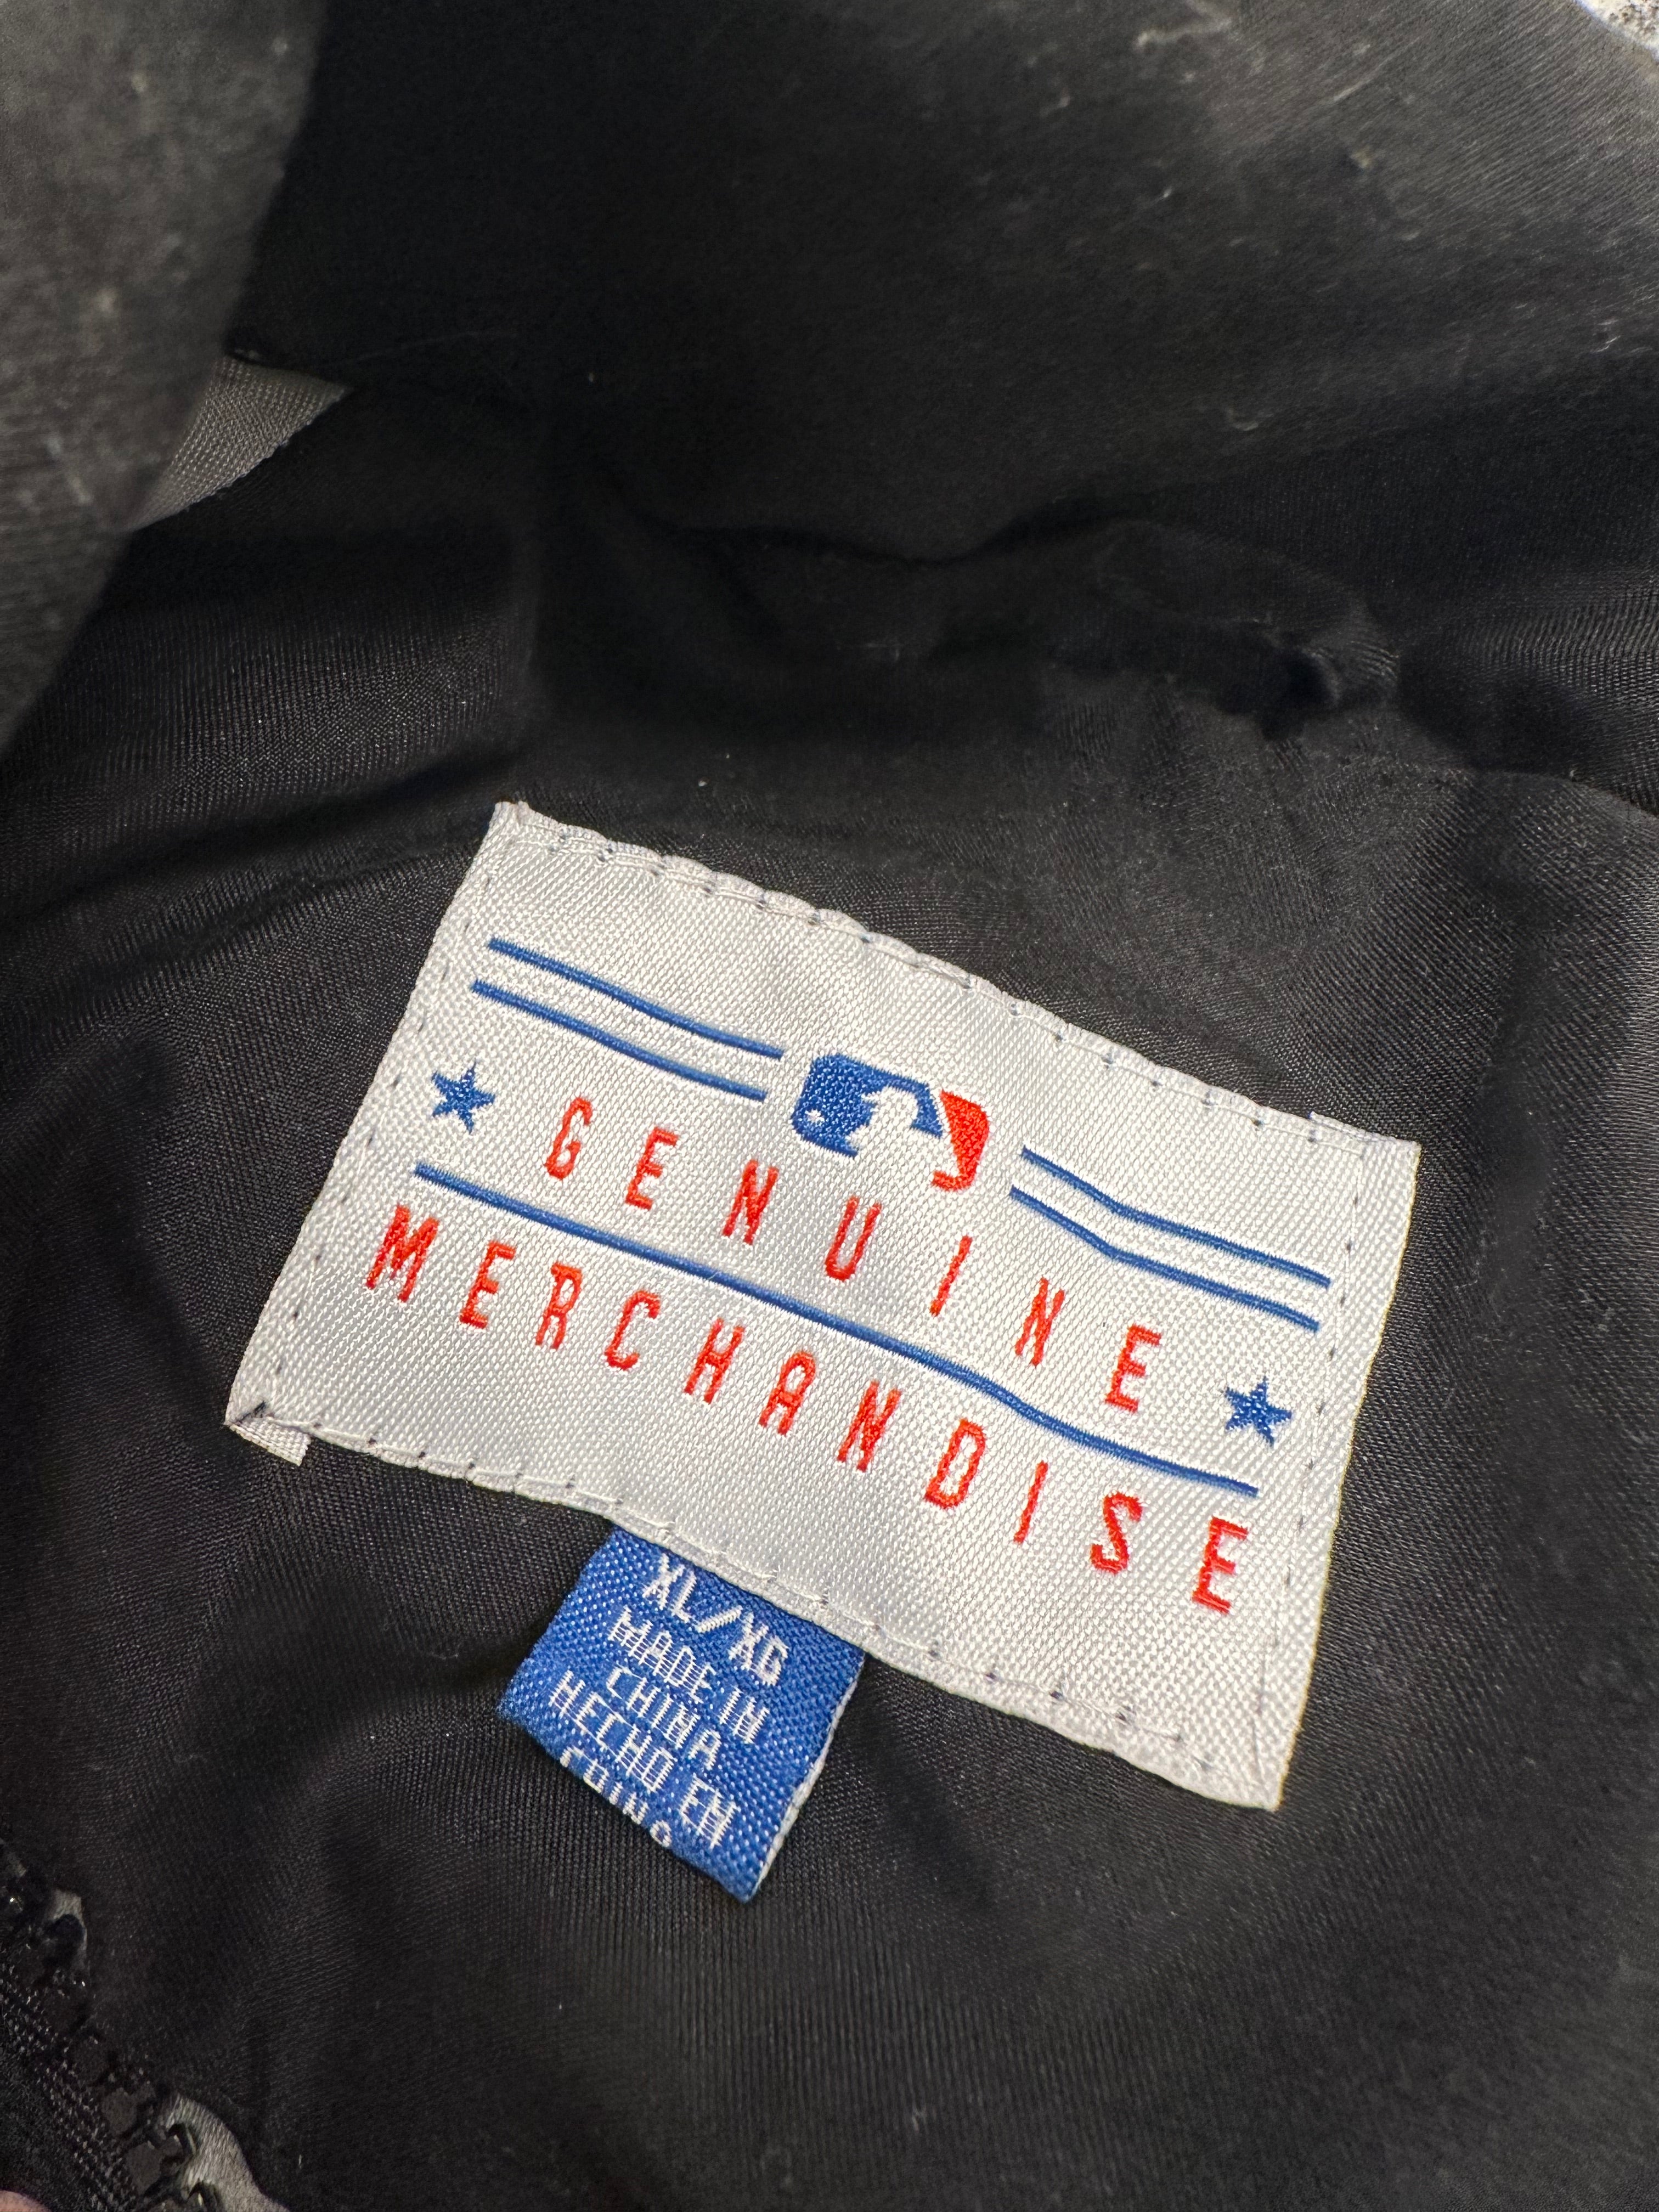 GENUINE
MERCHANDISE
XL/XG
MADE IN
CHINA
HECHO EN